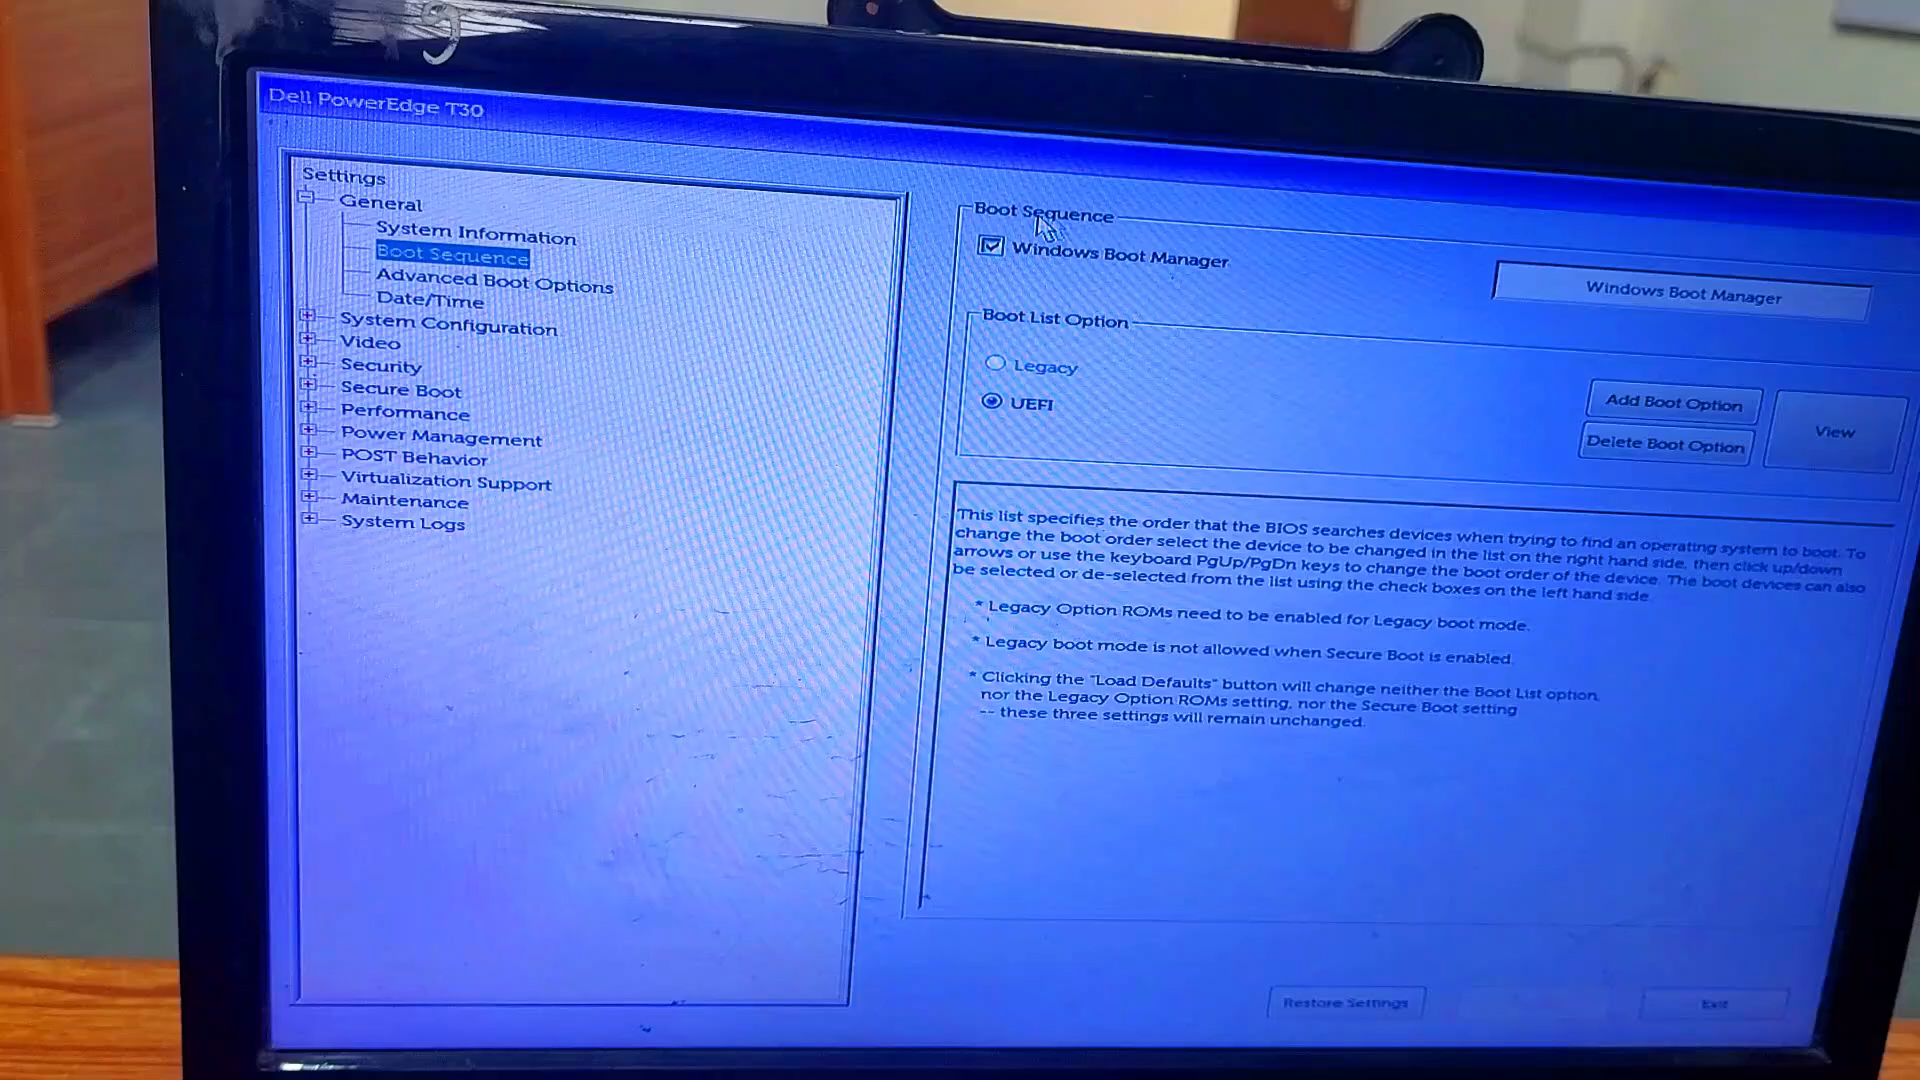 Dell PowerEdge T30
Settings
General
System Information
Boot Sequence
Advanced Boot Options
Date/Time
System Configuration
Video
Security
Secure Boot
Performance
Power Management
POST Behavior
Virtualization Support
Maintenance
System Logs
Boot Sequence
Windows Boot Manager
Windows Boot Manager
Boot List Option
Legacy
UEFI
Add Boot Option
Delete Boot Option
View
This list specifies the order that the BIOS searches devices when trying to find an operating system to boot. To
change the boot order select the device to be changed in the list on the right hand side, then click up/down
arrows or use the keyboard PgUp/PgDn keys to change the boot order of the device. The boot devices can also
be selected or de-selected from the list using the check boxes on the left hand side.
* Legacy Option ROMs need to be enabled for Legacy boot mode.
* Legacy boot mode is not allowed when Secure Boot is enabled.
* Clicking the "Load Defaults" button will change neither the Boot List option,
nor the Legacy Option ROMs setting, nor the Secure Boot setting
-- these three settings will remain unchanged.
Restore Settings
Exit